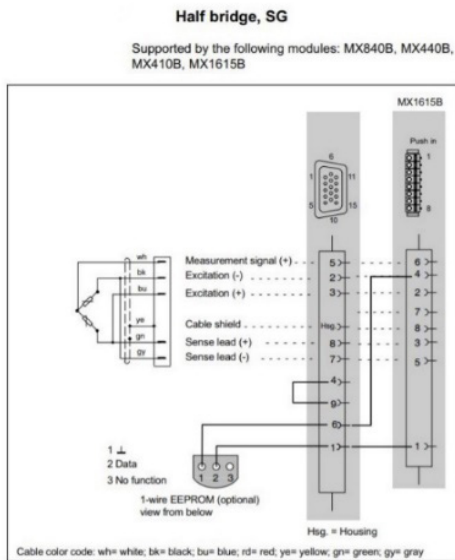 Half bridge, SG
Supported by the following modules: MX840B, MX440B,
MX410B, MX1615B
MX1615B
Push in
6
1
11
5
15
10
1
8
wh
bk
bu
ye
gn
gy
Measurement signal (+)
Excitation (-)
Excitation (+)
Cable shield
Sense lead (+)
Sense lead (-)
5
2
3
Hsg.
8
7
4
9
6
1
6
4
2
7
8
3
5
1
1 ⊥
2 Data
3 No function
1 2 3
1-wire EEPROM (optional)
view from below
Hsg. = Housing
Cable color code: wh= white; bk= black; bu= blue; rd= red; ye= yellow; gn= green; gy= gray